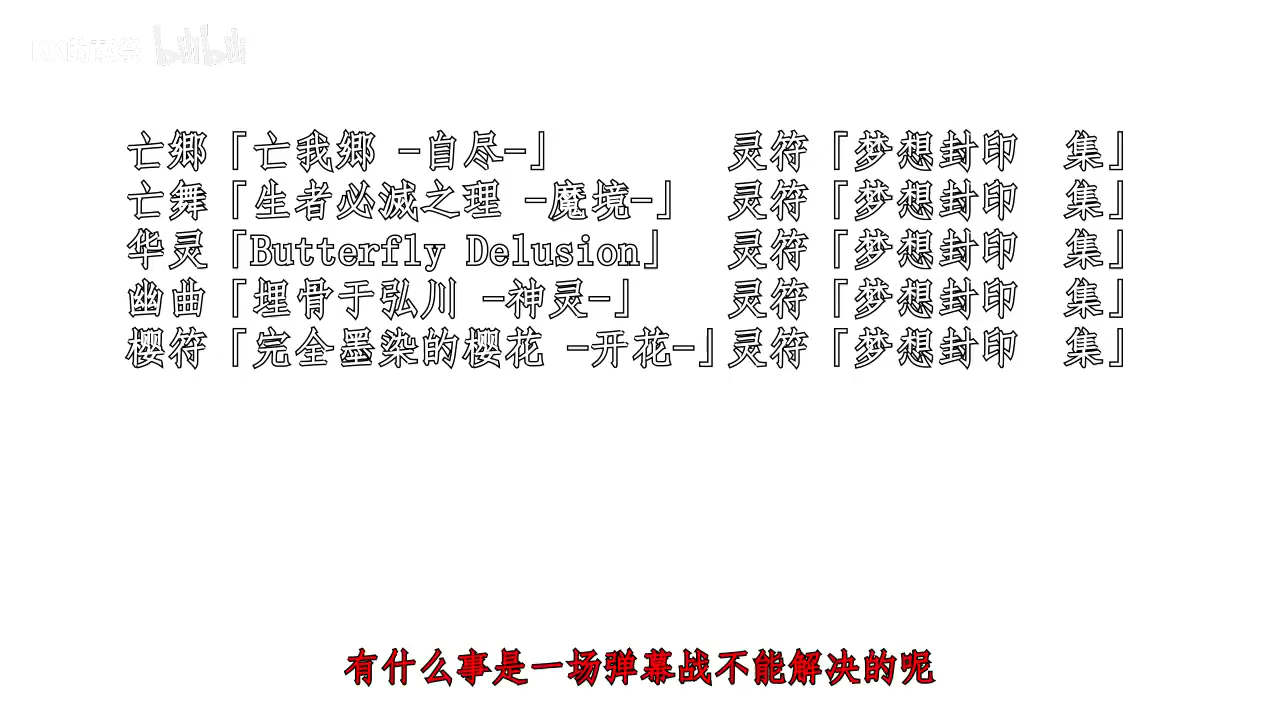 bilibili
亡郷「亡我郷 -自尽-」 灵符「梦想封印 集」
亡舞「生者必滅之理 -魔境-」 灵符「梦想封印 集」
华灵「Butterfly Delusion」 灵符「梦想封印 集」
幽曲「埋骨于弘川 -神灵-」 灵符「梦想封印 集」
樱符「完全墨染的樱花 -开花-」灵符「梦想封印 集」
有什么事是一场弹幕战不能解决的呢